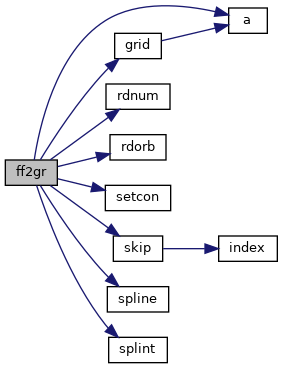 a
grid
rdnum
rdorb
ff2gr
setcon
skip
index
spline
splint